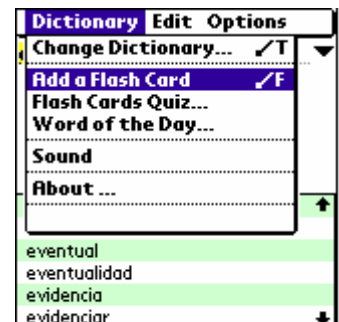 Dictionary Edit Options
Change Dictionary... ✓T
Add a Flash Card ✓F
Flash Cards Quiz...
Word of the Day...
Sound
About ...
eventual
eventualidad
evidencia
evidenciar